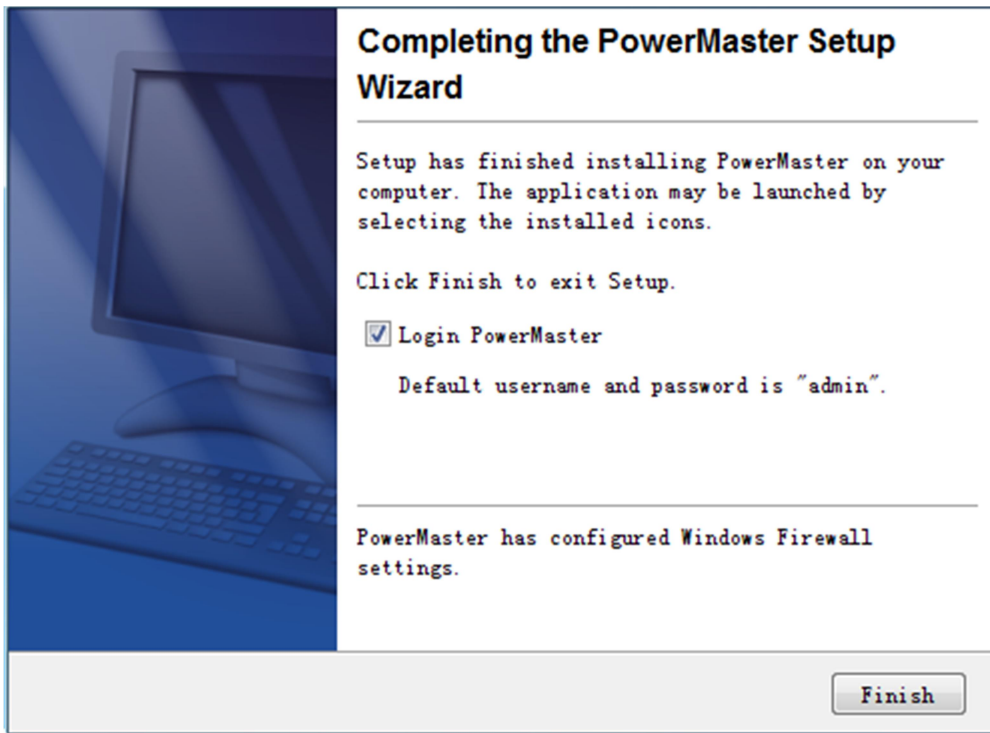 Completing the PowerMaster Setup
Wizard
Setup has finished installing PowerMaster on your
computer. The application may be launched by
selecting the installed icons.
Click Finish to exit Setup.
Login PowerMaster
Default username and password is "admin".
PowerMaster has configured Windows Firewall
settings.
Finish